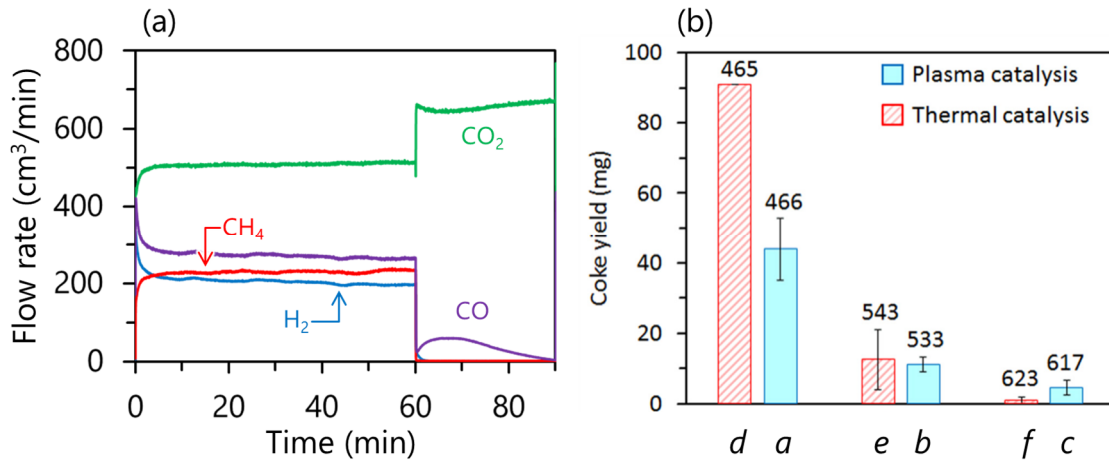 (a)
800
600
400
200
0
Flow rate (cm³/min)
CO₂
CH₄
H₂
CO
0
20
40
60
80
Time (min)
(b)
100
80
60
40
20
0
Coke yield (mg)
Plasma catalysis
Thermal catalysis
465
466
543
533
623
617
d a e b f c